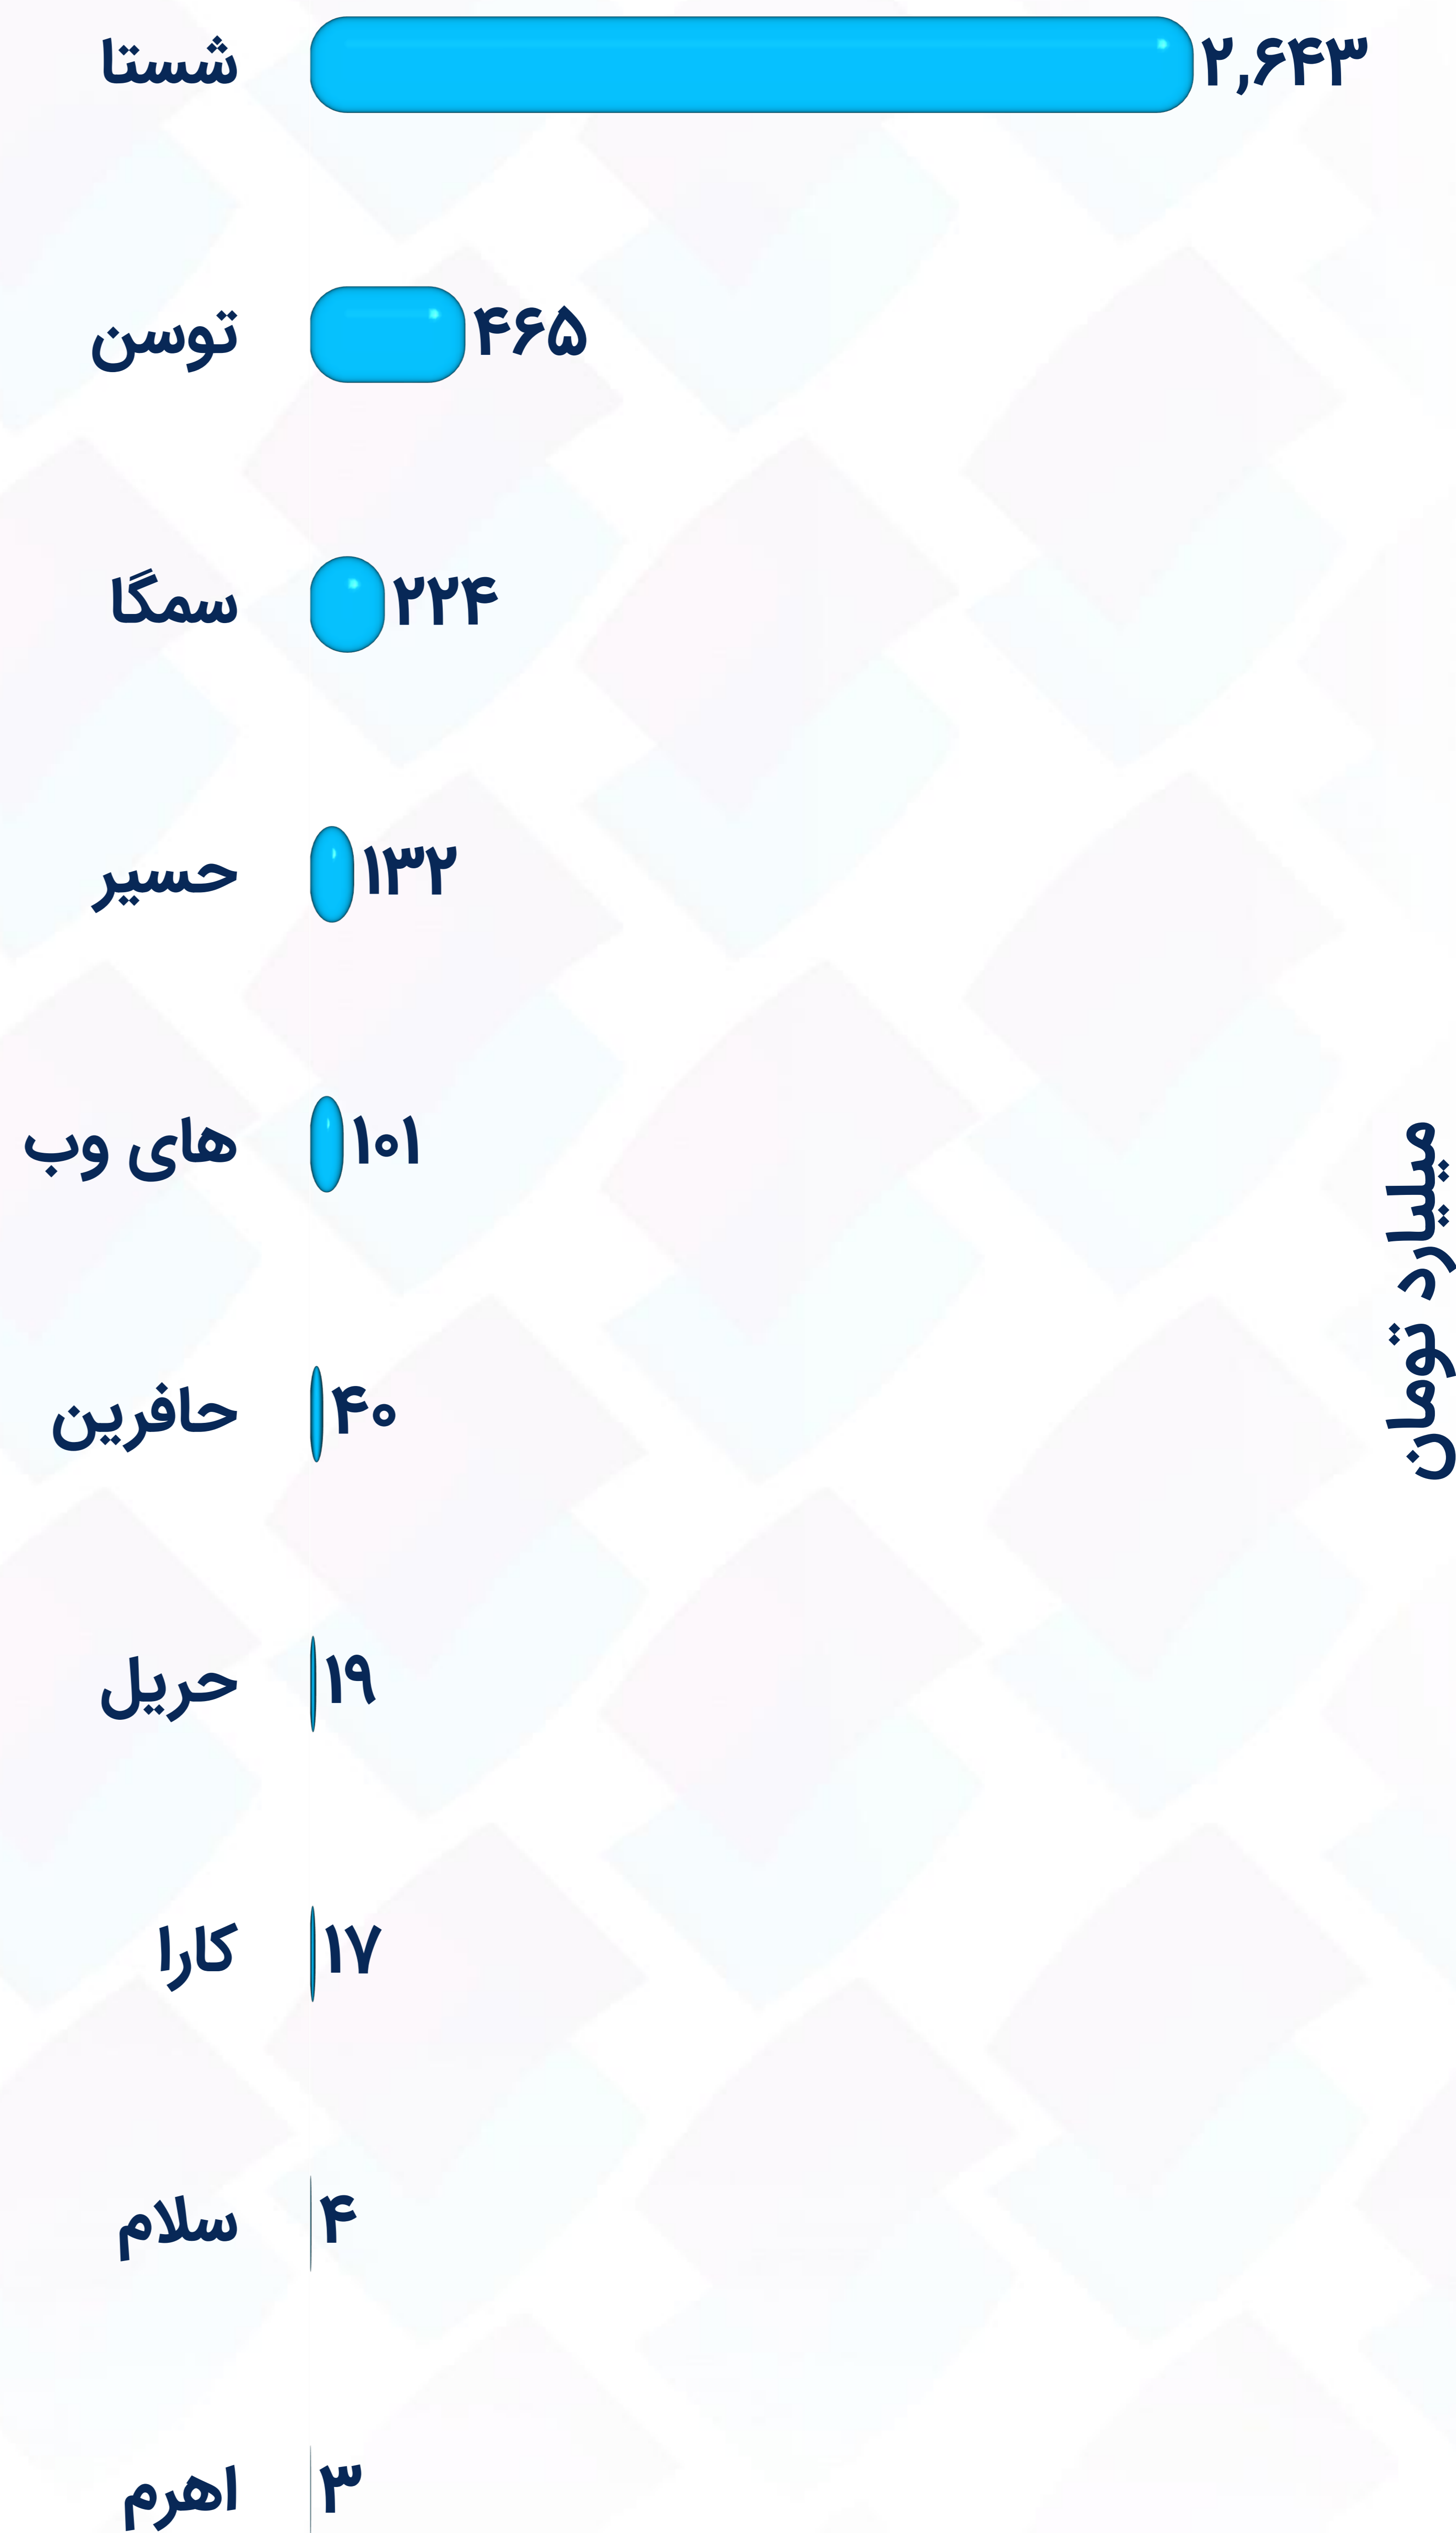 شستا ۲,۶۴۳
توسن ۴۶۵
سمگا ۲۲۴
حسیر ۱۳۲
های وب ۱۰۱
حافرین ۴۰
حریل ۱۹
کارا ۱۷
سلام ۴
اهرم ۳
میلیارد تومان